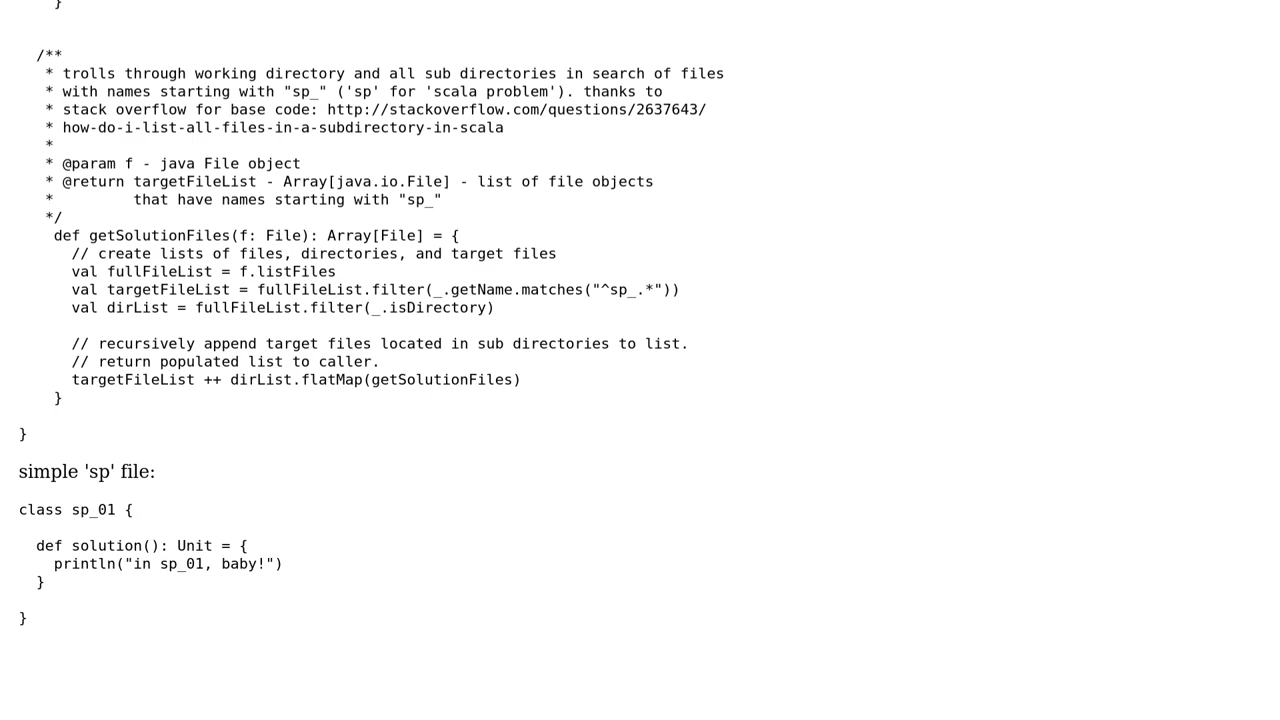 }
/**
* trolls through working directory and all sub directories in search of files
* with names starting with "sp_" ('sp' for 'scala problem'). thanks to
* stack overflow for base code: http://stackoverflow.com/questions/2637643/
* how-do-i-list-all-files-in-a-subdirectory-in-scala
*
* @param f - java File object
* @return targetFileList - Array[java.io.File] - list of file objects
*         that have names starting with "sp_"
*/
def getSolutionFiles(f: File): Array[File] = {
// create lists of files, directories, and target files
val fullFileList = f.listFiles
val targetFileList = fullFileList.filter(_.getName.matches("^sp_.*"))
val dirList = fullFileList.filter(_.isDirectory)
// recursively append target files located in sub directories to list.
// return populated list to caller.
targetFileList ++ dirList.flatMap(getSolutionFiles)
}
}
simple 'sp' file:
class sp_01 {
def solution(): Unit = {
println("in sp_01, baby!")
}
}